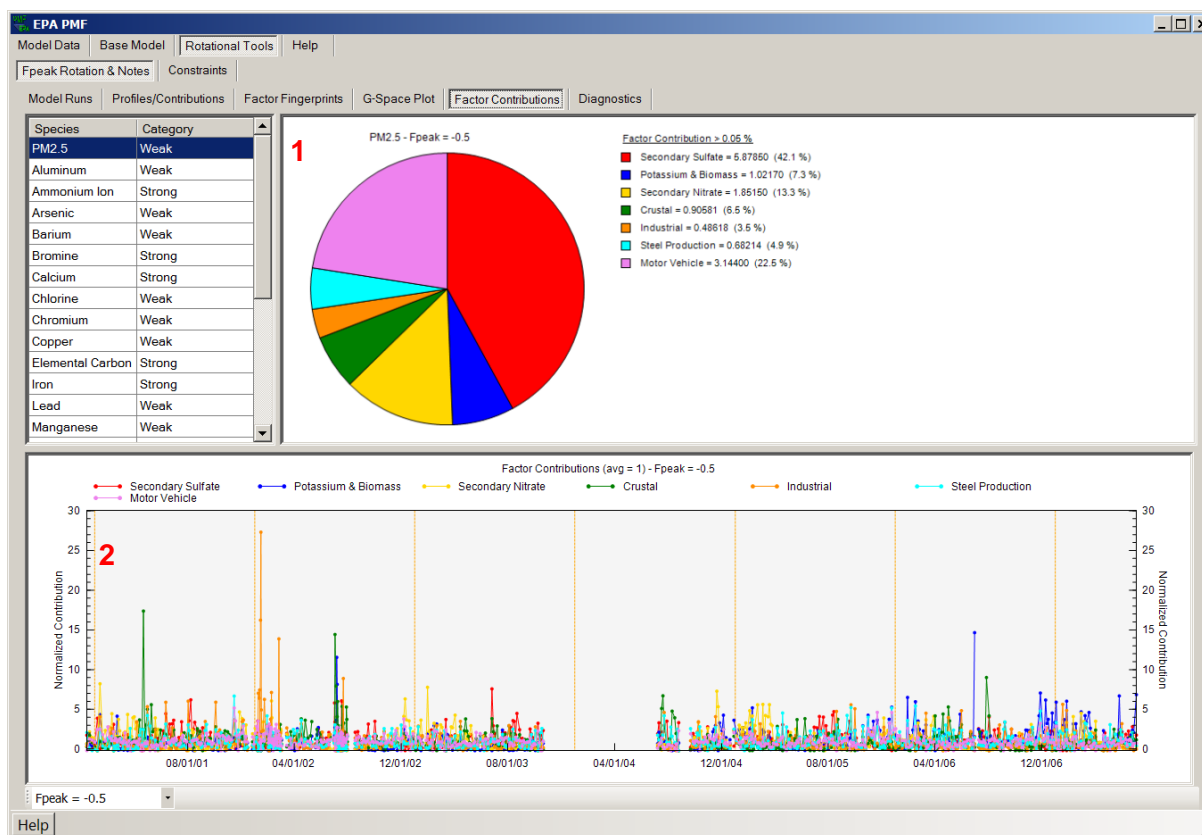 EPA PMF
Model Data Base Model Rotational Tools Help
Fpeak Rotation & Notes Constraints
Model Runs Profiles/Contributions Factor Fingerprints G-Space Plot Factor Contributions Diagnostics
Species Category
PM2.5 Weak
Aluminum Weak
Ammonium Ion Strong
Arsenic Weak
Barium Weak
Bromine Strong
Calcium Strong
Chlorine Weak
Chromium Weak
Copper Weak
Elemental Carbon Strong
Iron Strong
Lead Weak
Manganese Weak
1
PM2.5 - Fpeak = -0.5
Factor Contribution > 0.05 %
Secondary Sulfate = 5.87850 (42.1 %)
Potassium & Biomass = 1.02170 (7.3 %)
Secondary Nitrate = 1.85150 (13.3 %)
Crustal = 0.90581 (6.5 %)
Industrial = 0.48618 (3.5 %)
Steel Production = 0.68214 (4.9 %)
Motor Vehicle = 3.14400 (22.5 %)
Factor Contributions (avg = 1) - Fpeak = -0.5
Secondary Sulfate Potassium & Biomass Secondary Nitrate Crustal Industrial Steel Production
Motor Vehicle
2
Normalized Contribution
30
25
20
15
10
5
0
30
25
20
15
10
5
0
Normalized Contribution
08/01/01 04/01/02 12/01/02 08/01/03 04/01/04 12/01/04 08/01/05 04/01/06 12/01/06
Fpeak = -0.5
Help